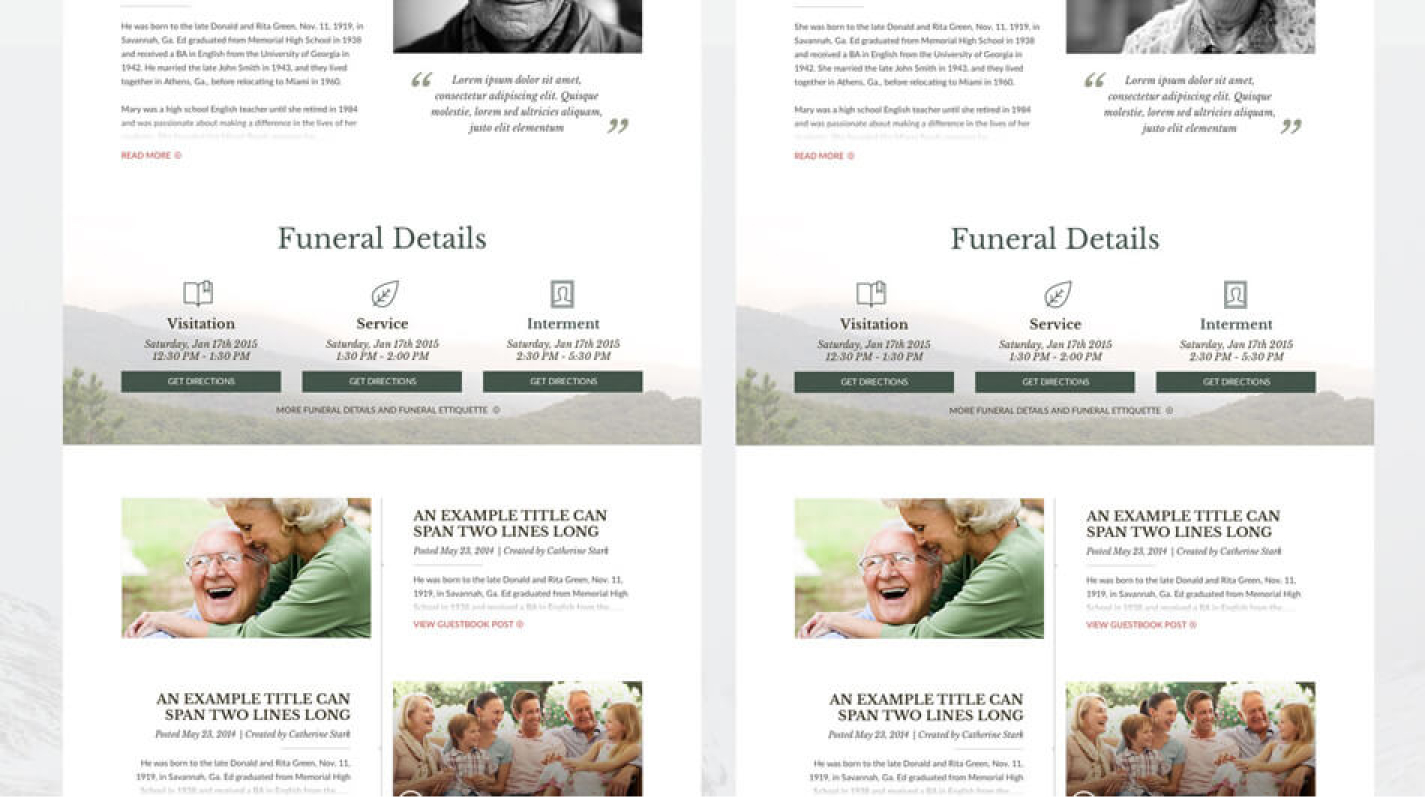 He was born to the late Donald and Rita Green, Nov. 11, 1919, in
Savannah, Ga. Ed graduated from Memorial High School in 1938
and received a BA in English from the University of Georgia in
1942. He married the late John Smith in 1943, and they lived
together in Athens, Ga., before relocating to Miami in 1960.
Mary was a high school English teacher until she retired in 1984
and was passionate about making a difference in the lives of her
READ MORE
“ Lorem ipsum dolor sit amet,
consectetur adipiscing elit. Quisque
molestie, lorem sed ultricies aliquam,
justo elit elementum ”
Funeral Details
Visitation
Saturday, Jan 17th 2015
12:30 PM - 1:30 PM
GET DIRECTIONS
Service
Saturday, Jan 17th 2015
1:30 PM - 2:00 PM
GET DIRECTIONS
Interment
Saturday, Jan 17th 2015
2:30 PM - 5:30 PM
GET DIRECTIONS
MORE FUNERAL DETAILS AND FUNERAL ETTIQUETTE
AN EXAMPLE TITLE CAN
SPAN TWO LINES LONG
Posted May 23, 2014 | Created by Catherine Stark
He was born to the late Donald and Rita Green, Nov. 11,
1919, in Savannah, Ga. Ed graduated from Memorial High
School in 1938 and received a BA in English from the
VIEW GUESTBOOK POST
AN EXAMPLE TITLE CAN
SPAN TWO LINES LONG
Posted May 23, 2014 | Created by Catherine Stark
He was born to the late Donald and Rita Green, Nov. 11,
1919, in Savannah, Ga. Ed graduated from Memorial High
School in 1938 and received a BA in English from the
She was born to the late Donald and Rita Green, Nov. 11, 1919, in
Savannah, Ga. Ed graduated from Memorial High School in 1938
and received a BA in English from the University of Georgia in
1942. She married the late John Smith in 1943, and they lived
together in Athens, Ga., before relocating to Miami in 1960.
Mary was a high school English teacher until she retired in 1984
and was passionate about making a difference in the lives of her
READ MORE
“ Lorem ipsum dolor sit amet,
consectetur adipiscing elit. Quisque
molestie, lorem sed ultricies aliquam,
justo elit elementum ”
Funeral Details
Visitation
Saturday, Jan 17th 2015
12:30 PM - 1:30 PM
GET DIRECTIONS
Service
Saturday, Jan 17th 2015
1:30 PM - 2:00 PM
GET DIRECTIONS
Interment
Saturday, Jan 17th 2015
2:30 PM - 5:30 PM
GET DIRECTIONS
MORE FUNERAL DETAILS AND FUNERAL ETTIQUETTE
AN EXAMPLE TITLE CAN
SPAN TWO LINES LONG
Posted May 23, 2014 | Created by Catherine Stark
He was born to the late Donald and Rita Green, Nov. 11,
1919, in Savannah, Ga. Ed graduated from Memorial High
School in 1938 and received a BA in English from the
VIEW GUESTBOOK POST
AN EXAMPLE TITLE CAN
SPAN TWO LINES LONG
Posted May 23, 2014 | Created by Catherine Stark
He was born to the late Donald and Rita Green, Nov. 11,
1919, in Savannah, Ga. Ed graduated from Memorial High
School in 1938 and received a BA in English from the